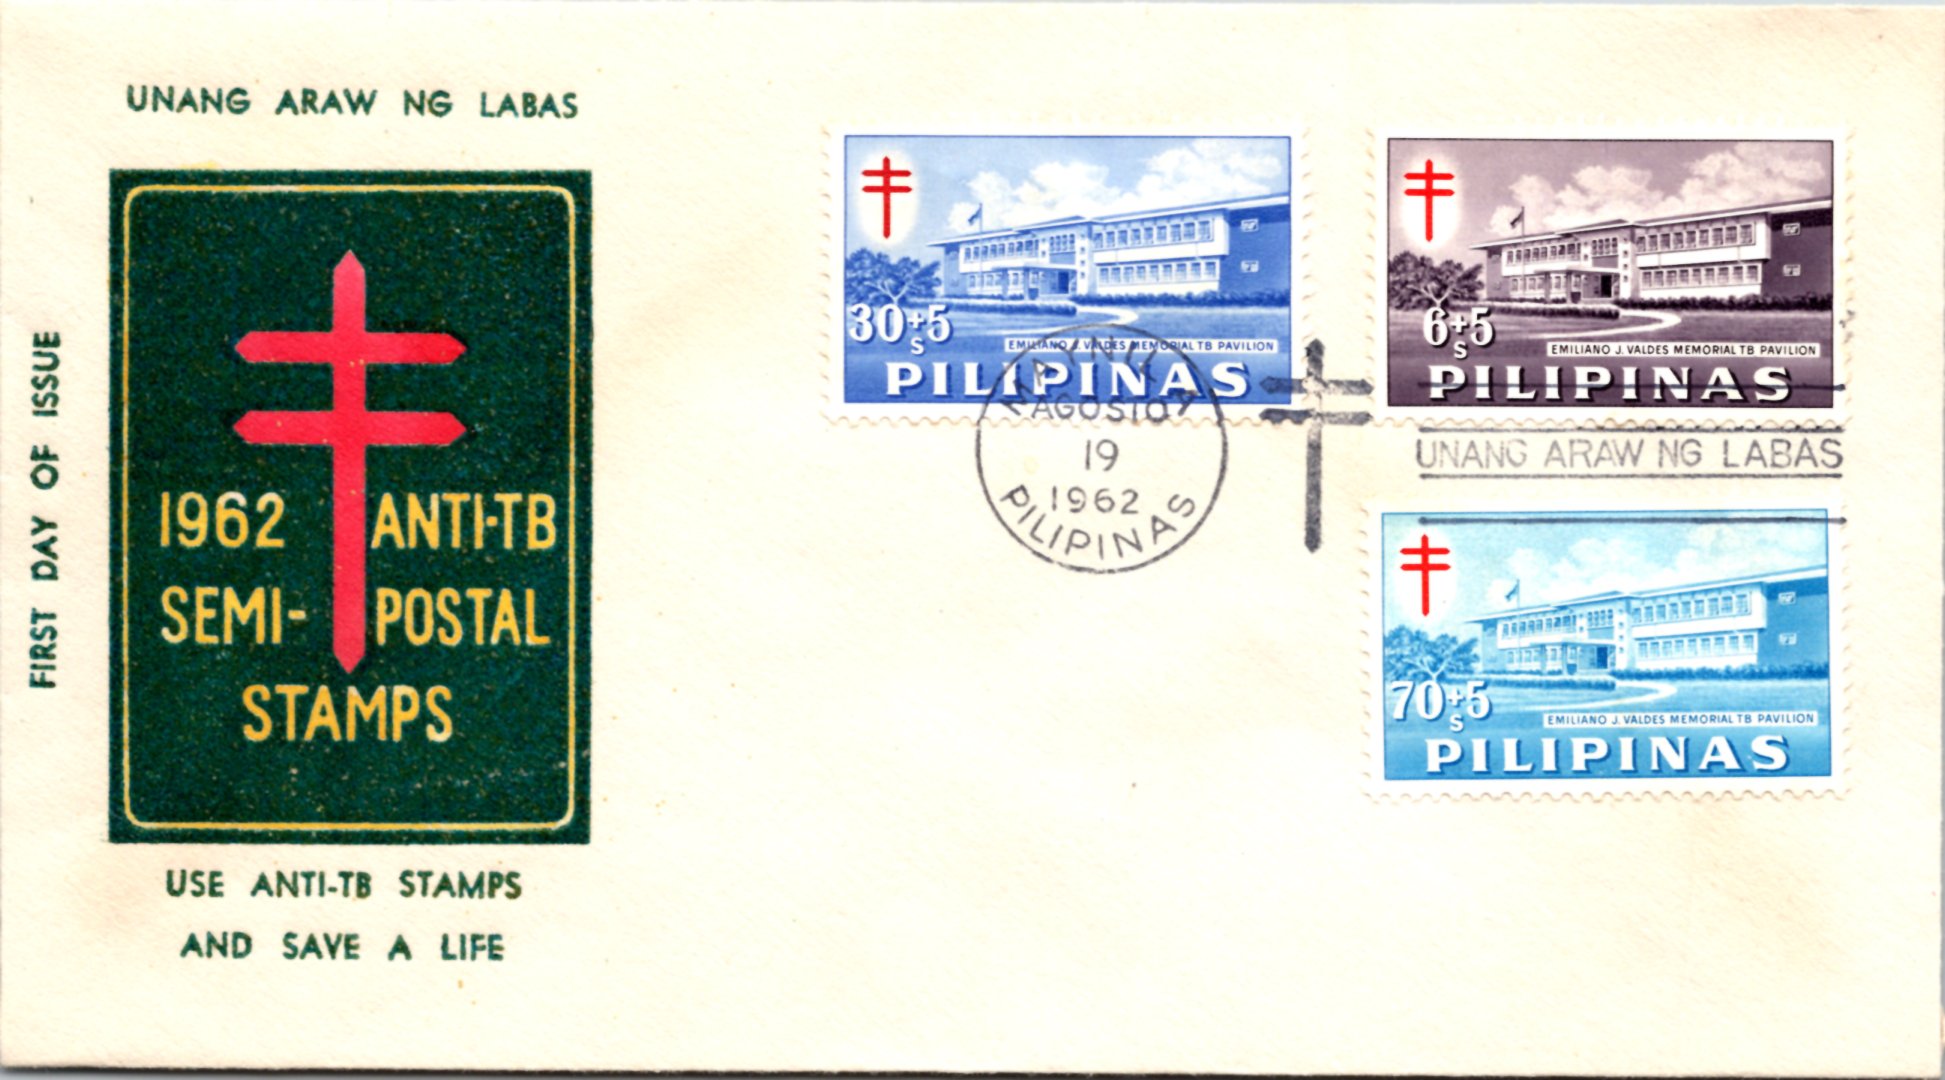 UNANG ARAW NG LABAS
FIRST DAY OF ISSUE
1962 ANTI-TB
SEMI-POSTAL
STAMPS
USE ANTI-TB STAMPS
AND SAVE A LIFE
30+5
s
EMILIANO J. VALDES MEMORIAL TB PAVILION
PILIPINAS
6+5
s
EMILIANO J. VALDES MEMORIAL TB PAVILION
PILIPINAS
MAYNILA
AGOSTO
19
1962
PILIPINAS
UNANG ARAW NG LABAS
70+5
s
EMILIANO J. VALDES MEMORIAL TB PAVILION
PILIPINAS